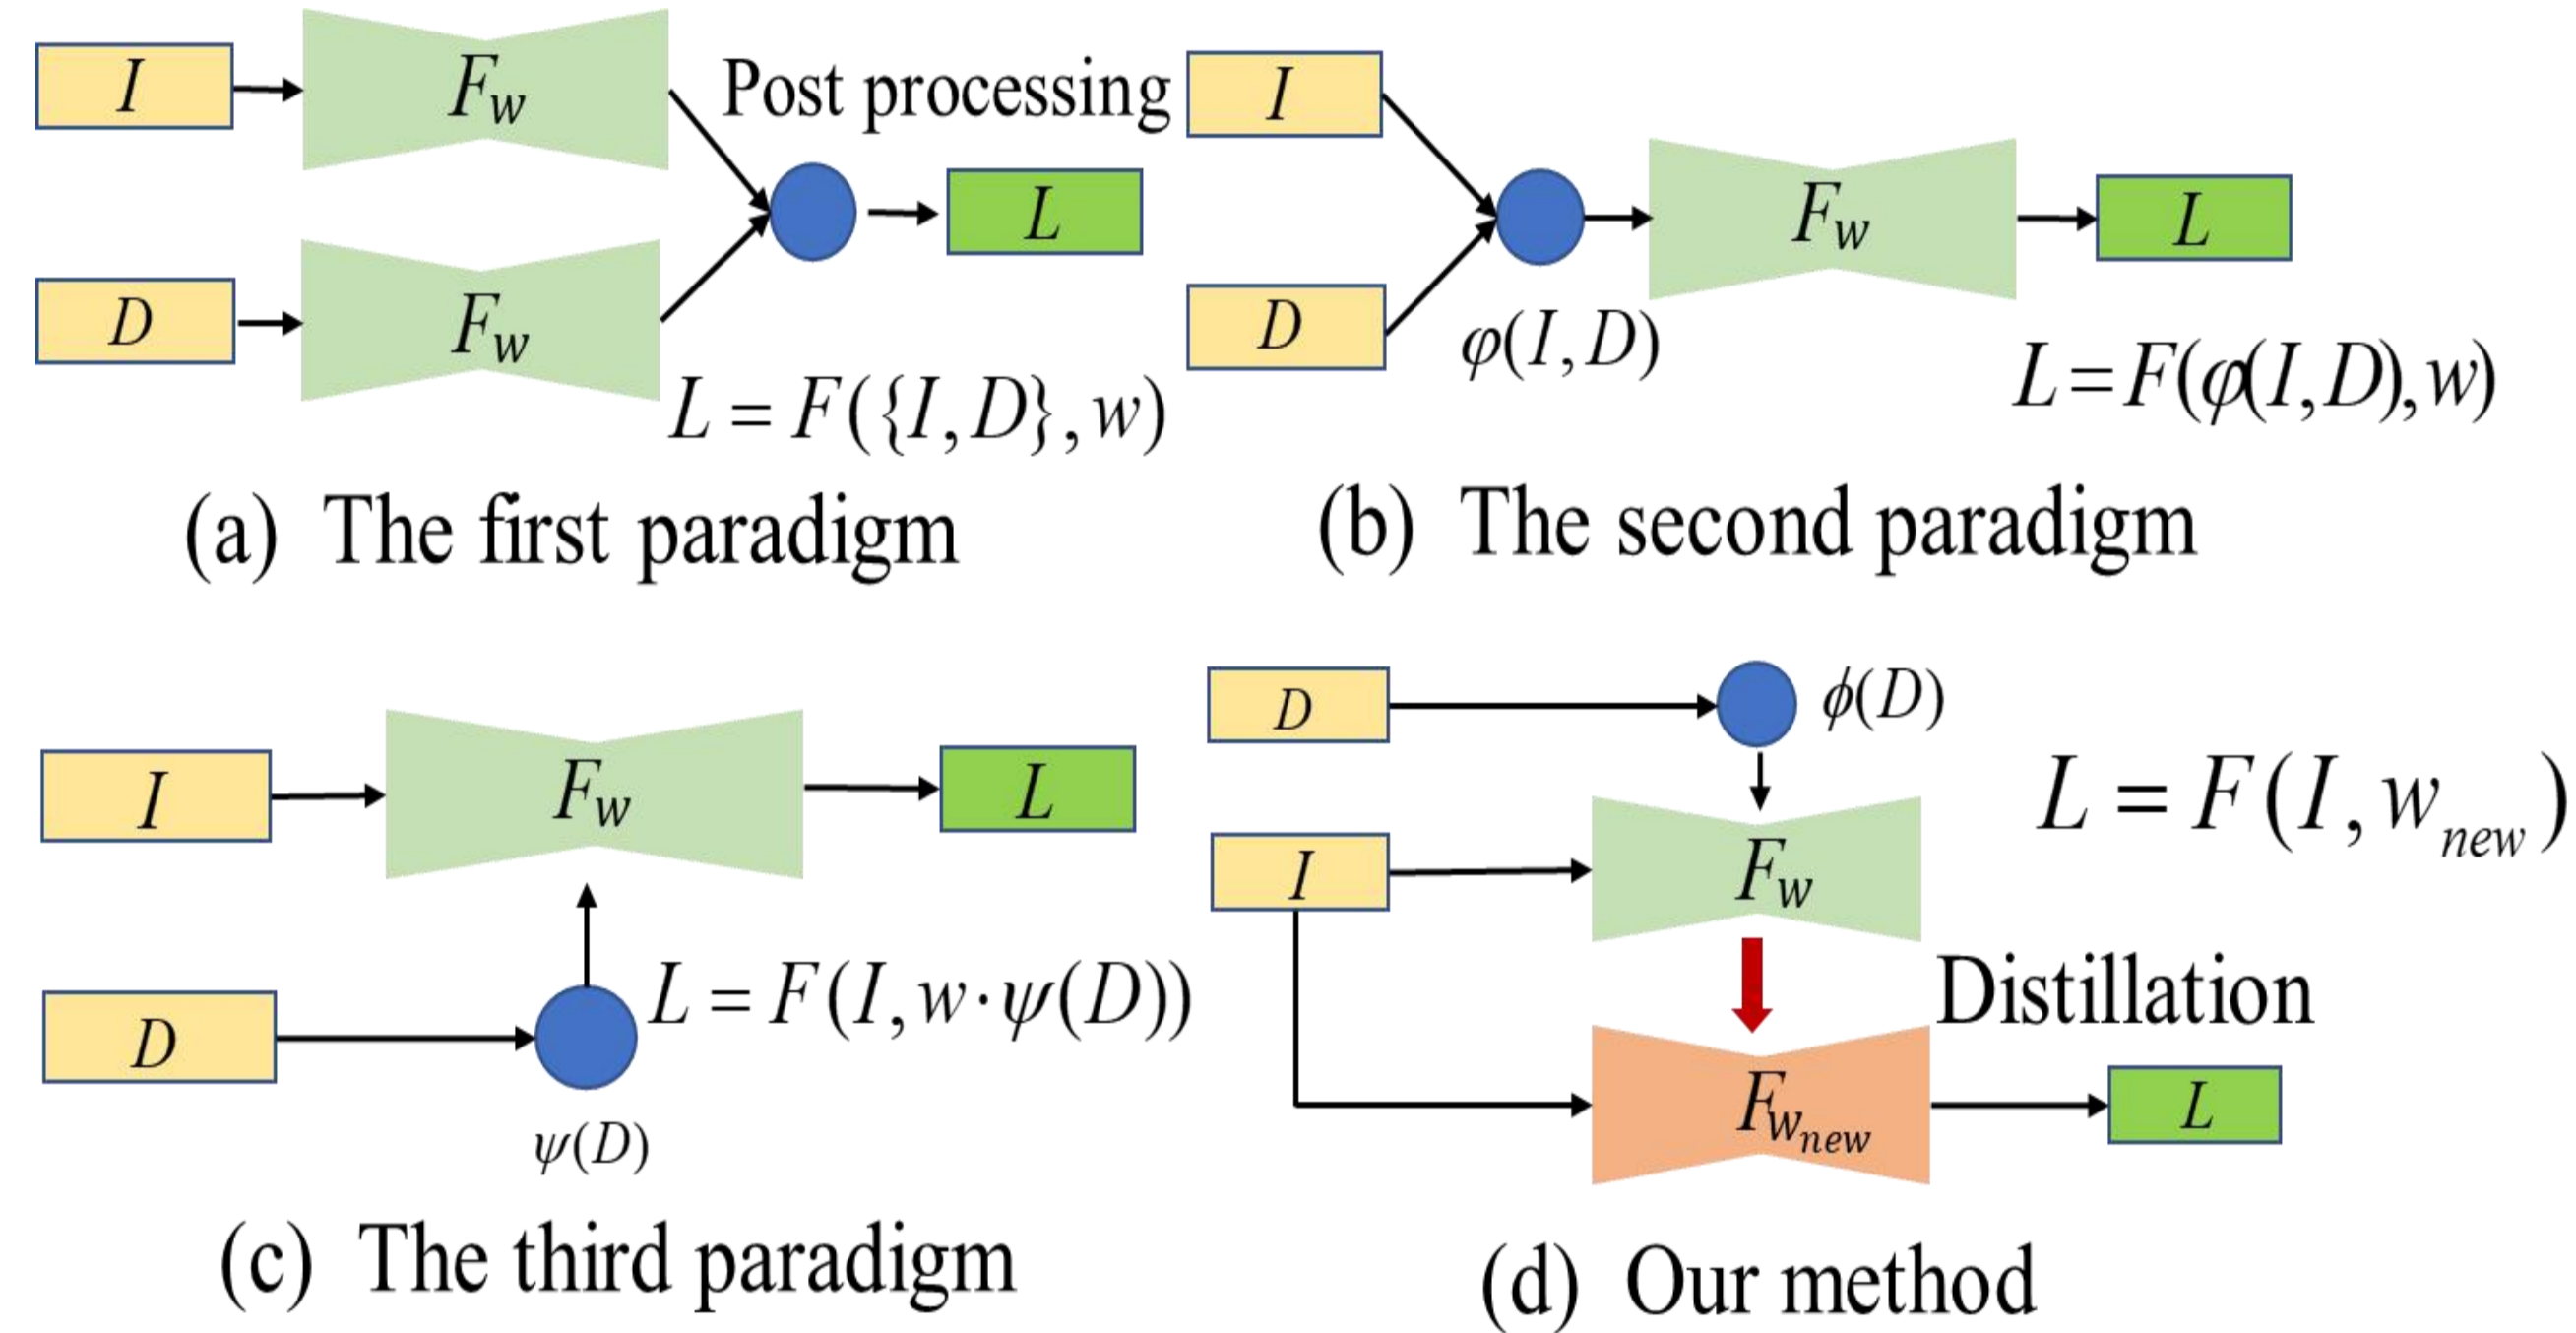 I
F_w
Post processing
L
D
F_w
L = F({I, D}, w)
(a) The first paradigm
I
F_w
L
D
φ(I, D)
L = F(φ(I, D), w)
(b) The second paradigm
I
F_w
L
D
L = F(I, w · ψ(D))
ψ(D)
(c) The third paradigm
D
ϕ(D)
L = F(I, w_new)
I
F_w
Distillation
F_w_new
L
(d) Our method